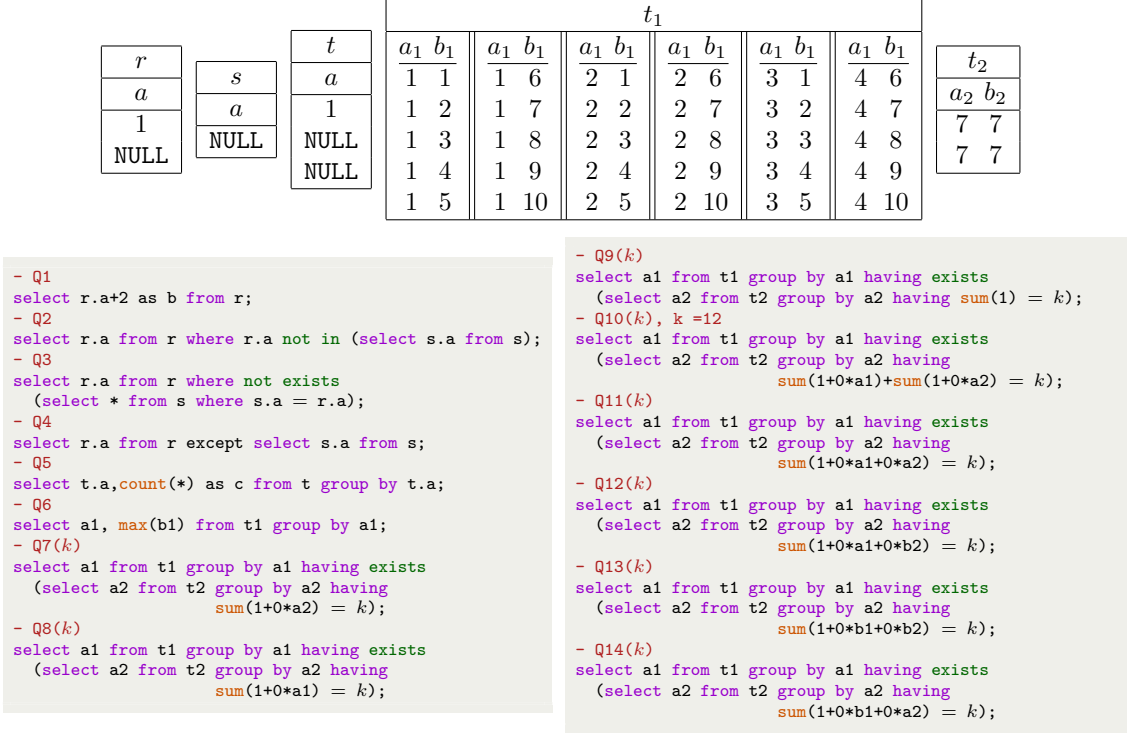 r
a
1
NULL
s
a
NULL
t
a
1
NULL
NULL
t1
a1 b1 a1 b1 a1 b1 a1 b1 a1 b1 a1 b1
1 1 1 6 2 1 2 6 3 1 4 6
1 2 1 7 2 2 2 7 3 2 4 7
1 3 1 8 2 3 2 8 3 3 4 8
1 4 1 9 2 4 2 9 3 4 4 9
1 5 1 10 2 5 2 10 3 5 4 10
t2
a2 b2
7 7
7 7
- Q1
select r.a+2 as b from r;
- Q2
select r.a from r where r.a not in (select s.a from s);
- Q3
select r.a from r where not exists
(select * from s where s.a = r.a);
- Q4
select r.a from r except select s.a from s;
- Q5
select t.a,count(*) as c from t group by t.a;
- Q6
select a1, max(b1) from t1 group by a1;
- Q7(k)
select a1 from t1 group by a1 having exists
(select a2 from t2 group by a2 having
sum(1+0*a2) = k);
- Q8(k)
select a1 from t1 group by a1 having exists
(select a2 from t2 group by a2 having
sum(1+0*a1) = k);
- Q9(k)
select a1 from t1 group by a1 having exists
(select a2 from t2 group by a2 having sum(1) = k);
- Q10(k), k =12
select a1 from t1 group by a1 having exists
(select a2 from t2 group by a2 having
sum(1+0*a1)+sum(1+0*a2) = k);
- Q11(k)
select a1 from t1 group by a1 having exists
(select a2 from t2 group by a2 having
sum(1+0*a1+0*a2) = k);
- Q12(k)
select a1 from t1 group by a1 having exists
(select a2 from t2 group by a2 having
sum(1+0*a1+0*b2) = k);
- Q13(k)
select a1 from t1 group by a1 having exists
(select a2 from t2 group by a2 having
sum(1+0*b1+0*b2) = k);
- Q14(k)
select a1 from t1 group by a1 having exists
(select a2 from t2 group by a2 having
sum(1+0*b1+0*a2) = k);